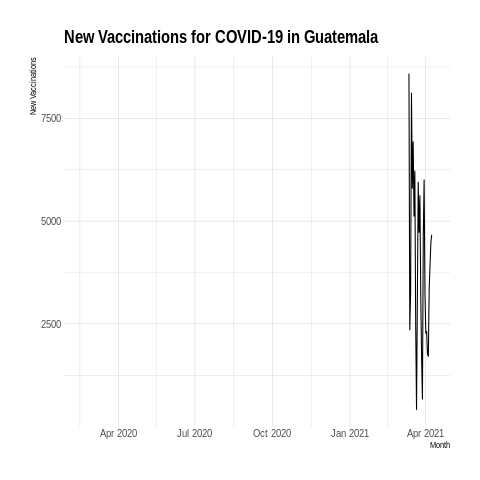 New Vaccinations for COVID-19 in Guatemala
New Vaccinations
7500
5000
2500
Apr 2020 Jul 2020 Oct 2020 Jan 2021 Apr 2021
Month